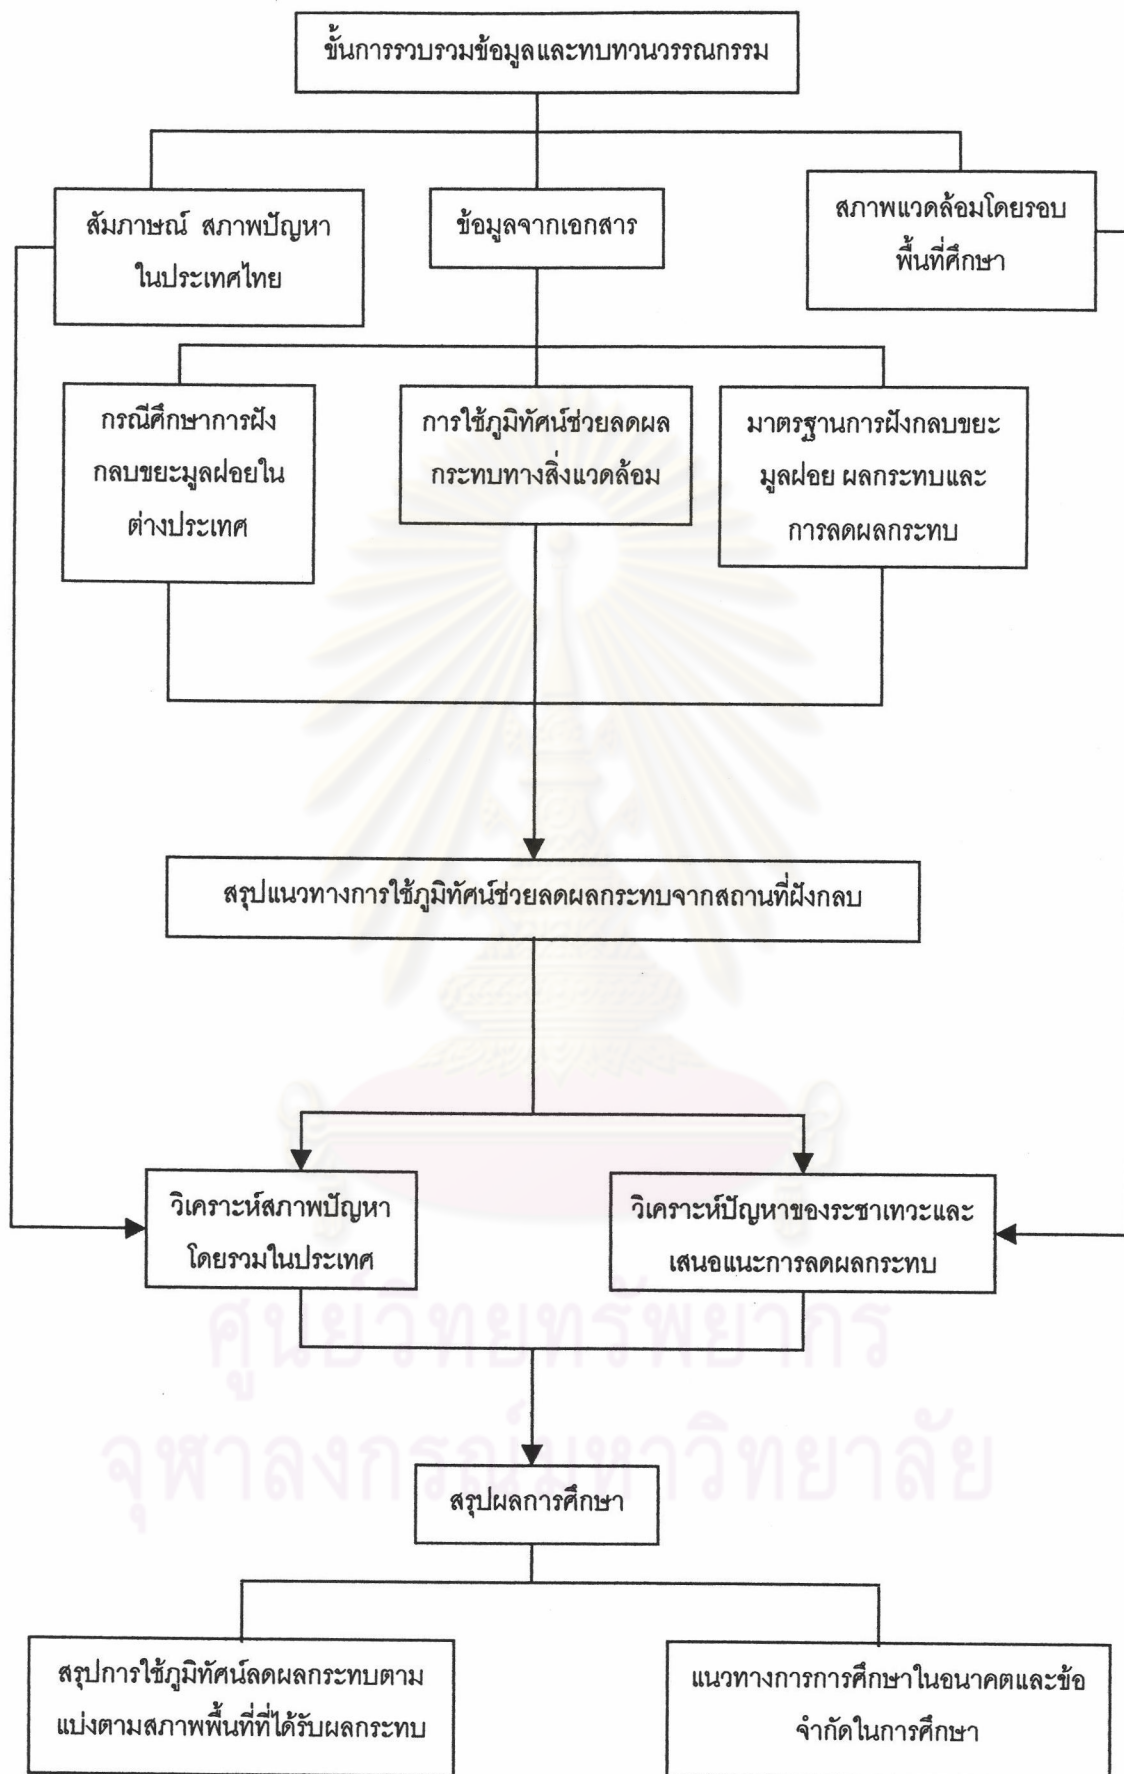 ขั้นการรวบรวมข้อมูลและทบทวนวรรณกรรม
สัมภาษณ์ สภาพปัญหา
ในประเทศไทย
ข้อมูลจากเอกสาร
สภาพแวดล้อมโดยรอบ
พื้นที่ศึกษา
กรณีศึกษาการฝัง
กลบขยะมูลฝอยใน
ต่างประเทศ
การใช้ภูมิทัศน์ช่วยลดผล
กระทบทางสิ่งแวดล้อม
มาตรฐานการฝังกลบขยะ
มูลฝอย ผลกระทบและ
การลดผลกระทบ
สรุปแนวทางการใช้ภูมิทัศน์ช่วยลดผลกระทบจากสถานที่ฝังกลบ
วิเคราะห์สภาพปัญหา
โดยรวมในประเทศ
วิเคราะห์ปัญหาของระชาเทวะและ
เสนอแนะการลดผลกระทบ
ศูนย์วิทยทรัพยากร
จุฬาลงกรณ์มหาวิทยาลัย
สรุปผลการศึกษา
สรุปการใช้ภูมิทัศน์ลดผลกระทบตาม
แบ่งตามสภาพพื้นที่ที่ได้รับผลกระทบ
แนวทางการการศึกษาในอนาคตและข้อ
จำกัดในการศึกษา